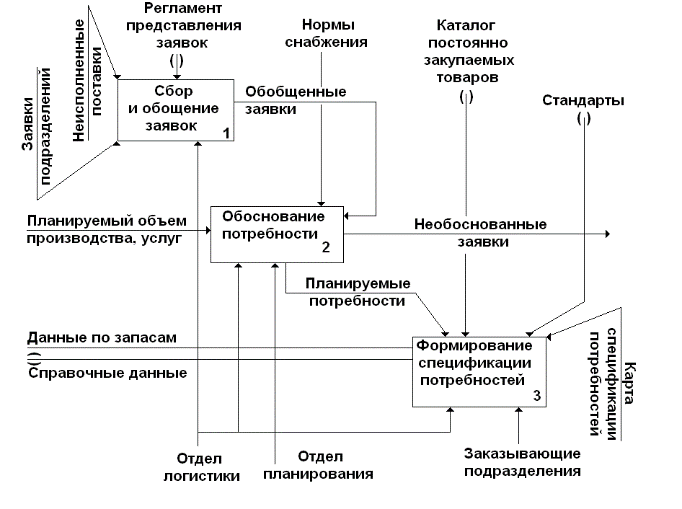 Регламент
представления
заявок
( )
Нормы
снабжения
Каталог
постоянно
закупаемых
товаров
( )
Стандарты
( )
Неисполненные
поставки
Заявки
подразделений
Сбор
и обощение
заявок
1
Обобщенные
заявки
Планируемый объем
производства, услуг
Обоснование
потребности
2
Необоснованные
заявки
Планируемые
потребности
Данные по запасам
( )
Справочные данные
Формирование
спецификации
потребностей
3
Карта
спецификации
потребностей
Отдел
логистики
Отдел
планирования
Заказывающие
подразделения